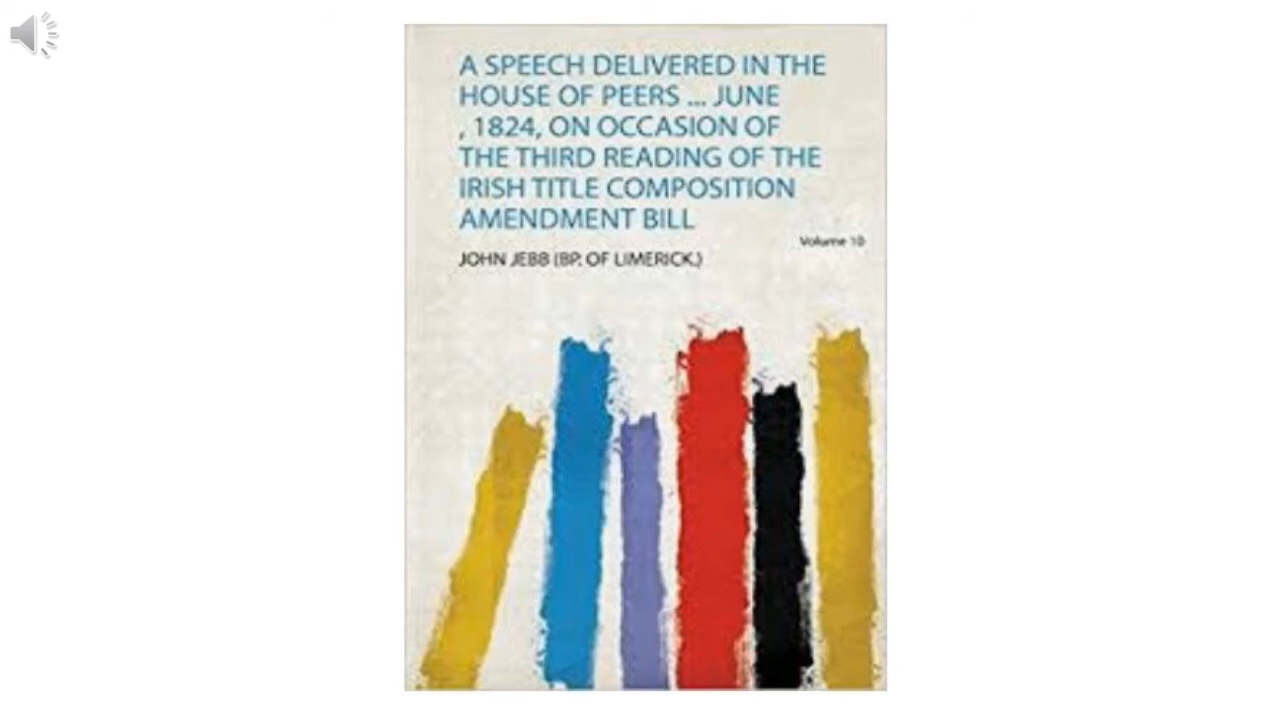 A SPEECH DELIVERED IN THE
HOUSE OF PEERS ... JUNE
, 1824, ON OCCASION OF
THE THIRD READING OF THE
IRISH TITLE COMPOSITION
AMENDMENT BILL
Volume 10
JOHN JEBB (BP. OF LIMERICK.)